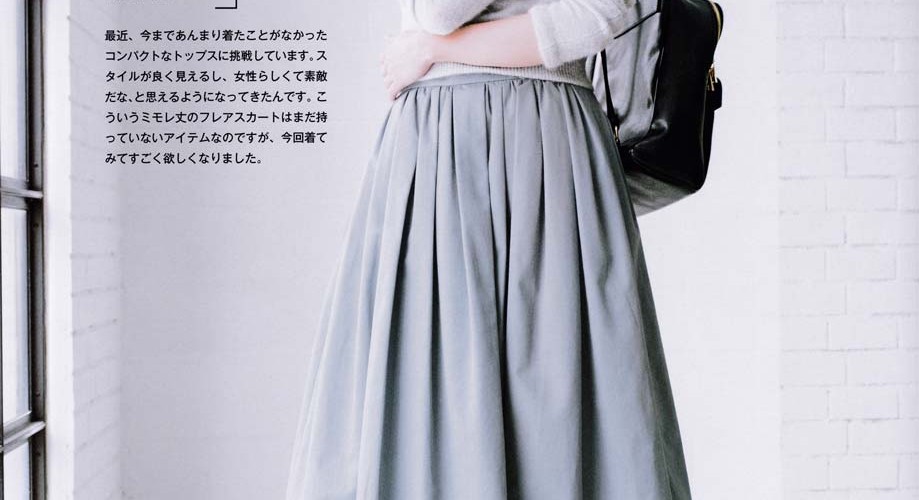 最近、今まであんまり着たことがなかった
コンパクトなトップスに挑戦しています。ス
タイルが良く見えるし、女性らしくて素敵
だな、と思えるようになってきたんです。こ
ういうミモレ丈のフレアスカートはまだ持
っていないアイテムなのですが、今回着て
みてすごく欲しくなりました。